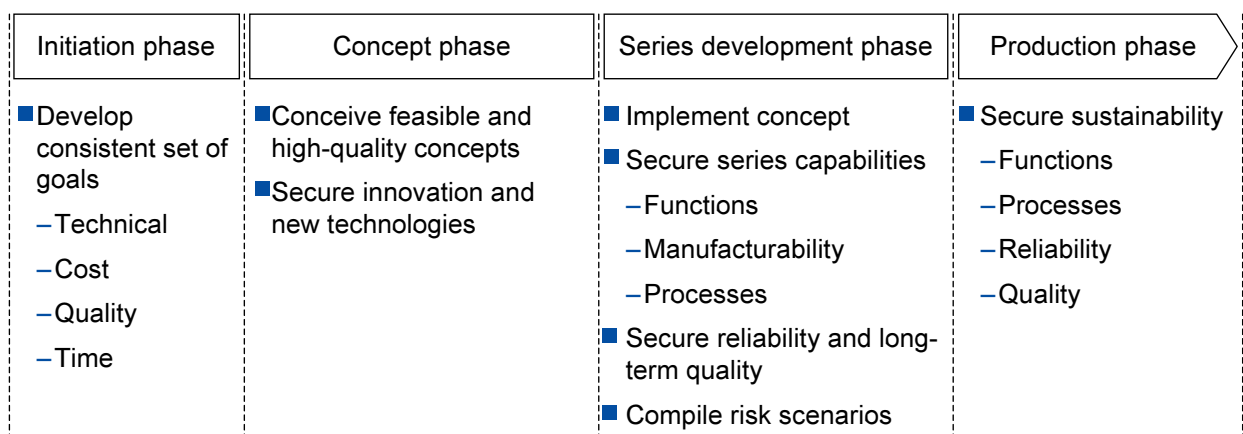 Initiation phase
Concept phase
Series development phase
Production phase
Develop
consistent set of
goals
–Technical
–Cost
–Quality
–Time
Conceive feasible and
high-quality concepts
Secure innovation and
new technologies
Implement concept
Secure series capabilities
–Functions
–Manufacturability
–Processes
Secure reliability and long-
term quality
Compile risk scenarios
Secure sustainability
–Functions
–Processes
–Reliability
–Quality